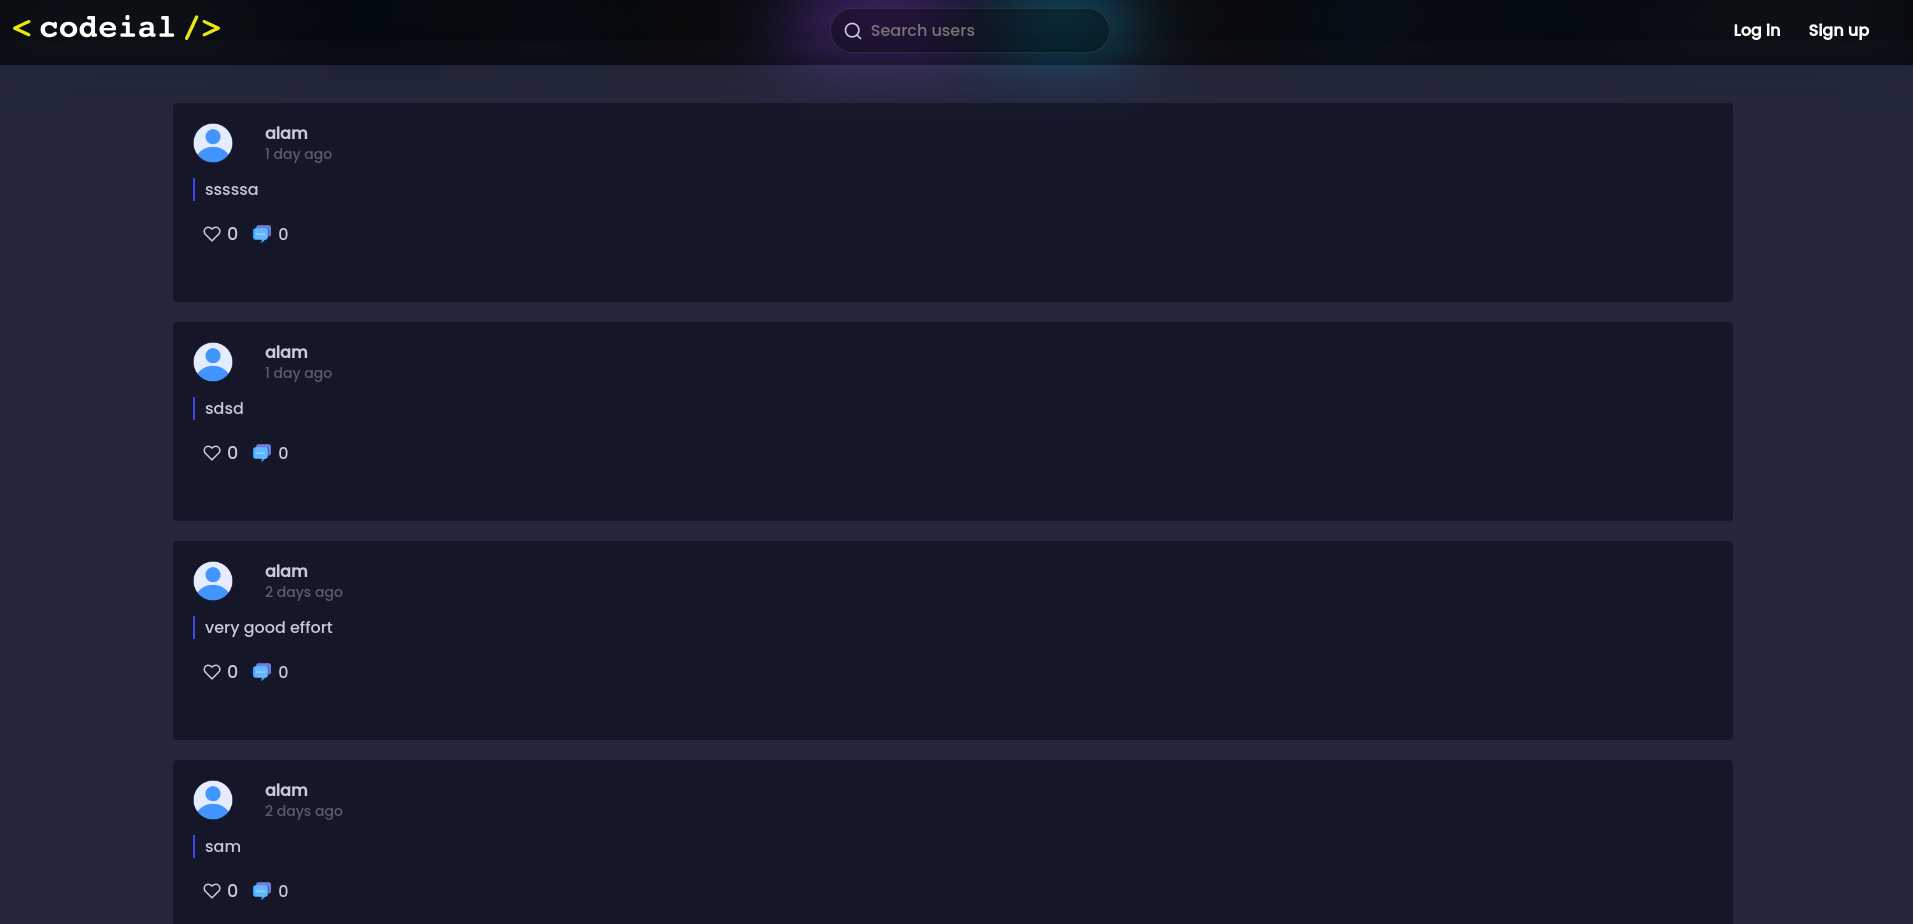 < codeial />
Search users
Log in
Sign up
alam
1 day ago
sssssa
0 0
alam
1 day ago
sdsd
0 0
alam
2 days ago
very good effort
0 0
alam
2 days ago
sam
0 0